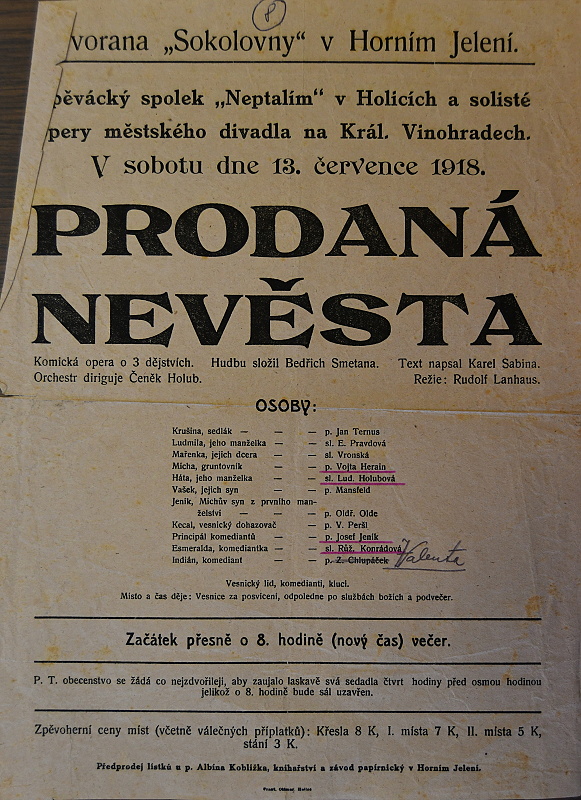 8
vorana „Sokolovny“ v Horním Jelení.
pěvácký spolek „Neptalím“ v Holicích a solisté
pery městského divadla na Král. Vinohradech.
V sobotu dne 13. července 1918.
PRODANÁ
NEVĚSTA
Komická opera o 3 dějstvích. Hudbu složil Bedřich Smetana. Text napsal Karel Sabina.
Orchestr diriguje Čeněk Holub. Režie: Rudolf Lanhaus.
OSOBY:
Krušina, sedlák — — — p. Jan Ternus
Ludmila, jeho manželka — — sl. E. Pravdová
Mařenka, jejich dcera — — sl. Vronská
Mícha, gruntovník — — p. Vojta Herain
Háta, jeho manželka — — sl. Lud. Holubová
Vašek, jejich syn — — p. Mansfeld
Jeník, Míchův syn z prvního man-
želství — — p. Oldř. Olde
Kecal, vesnický dohazovač — p. V. Peršl
Principál komediantů — — p. Josef Jeník
Esmeralda, komediantka — — sl. Růž. Konrádová
Indián, komediant — — p. Z. Chlupáček Valenta
Vesnický lid, komedianti, kluci.
Místo a čas děje: Vesnice za posvícení, odpoledne po službách božích a podvečer.
Začátek přesně o 8. hodině (nový čas) večer.
P. T. obecenstvo se žádá co nejzdvořileji, aby zaujalo laskavě svá sedadla čtvrt hodiny před osmou hodinou
jelikož o 8. hodině bude sál uzavřen.
Zpěvoherní ceny míst (včetně válečných příplatků): Křesla 8 K, I. místa 7 K, II. místa 5 K,
stání 3 K.
Předprodej lístků u p. Albína Kobližka, knihařství a závod papírnický v Horním Jelení.